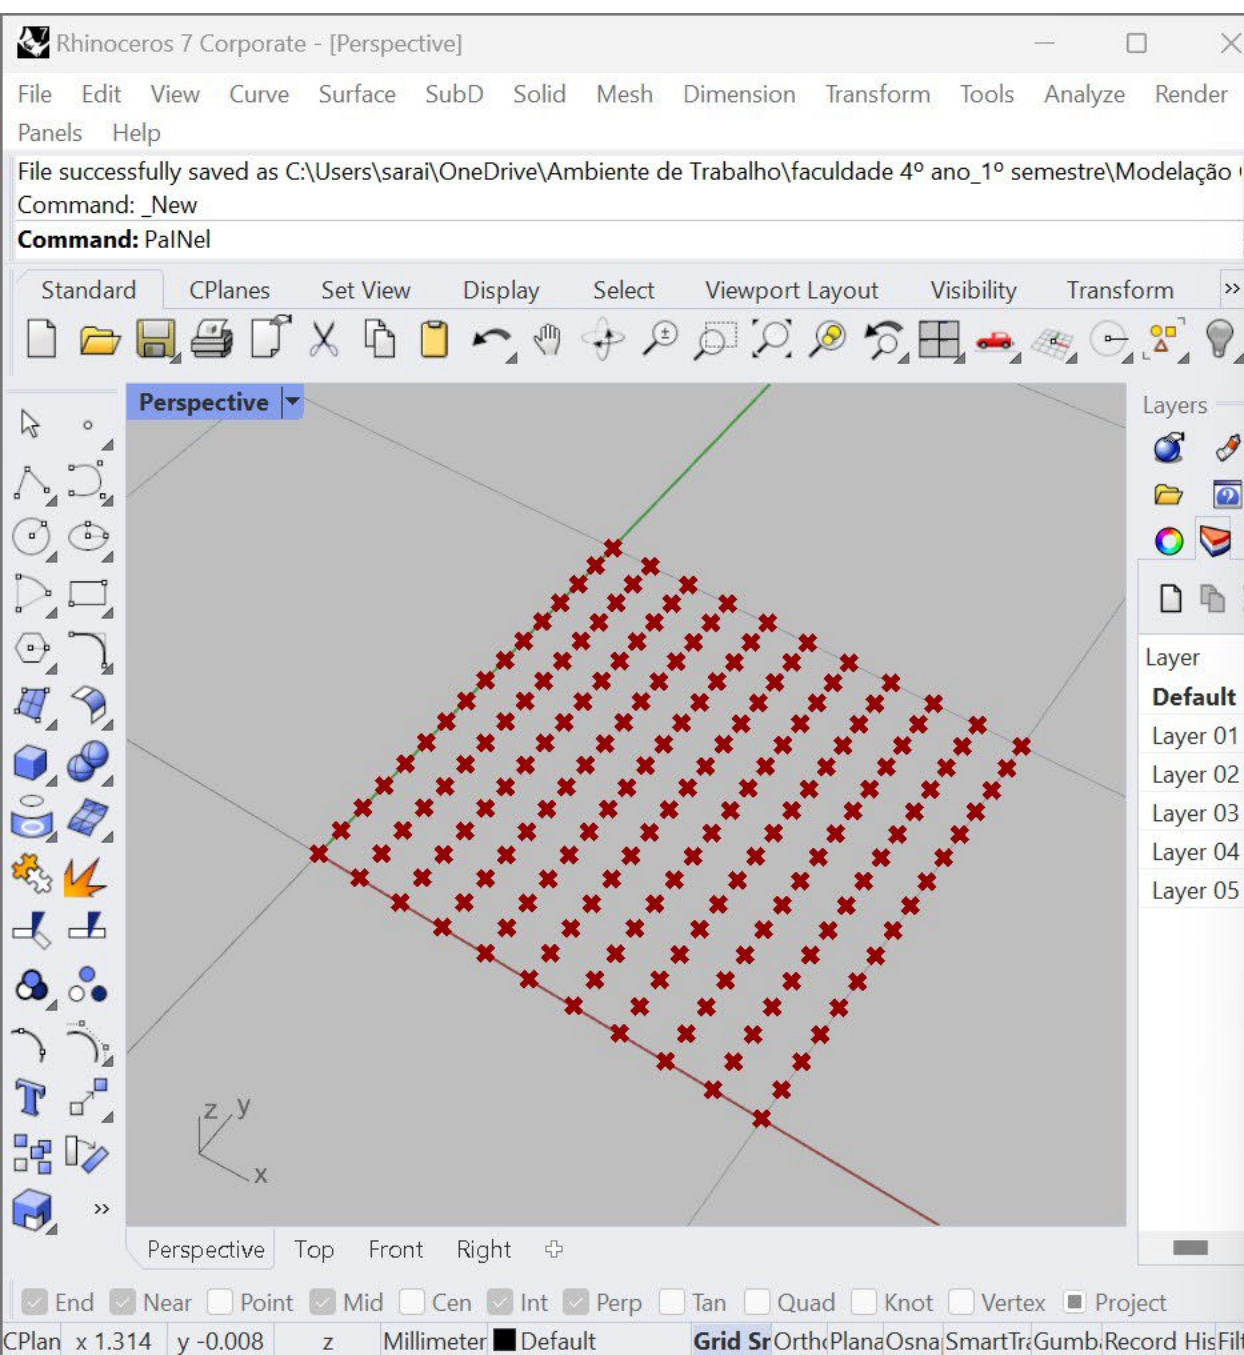 Rhinoceros 7 Corporate - [Perspective]
File Edit View Curve Surface SubD Solid Mesh Dimension Transform Tools Analyze Render
Panels Help
File successfully saved as C:\Users\sarai\OneDrive\Ambiente de Trabalho\faculdade 4º ano_1º semestre\Modelação
Command: _New
Command: PalNel
Standard CPlanes Set View Display Select Viewport Layout Visibility Transform »
Perspective
Layers
Layer
Default
Layer 01
Layer 02
Layer 03
Layer 04
Layer 05
z y
x
»
Perspective Top Front Right
End Near Point Mid Cen Int Perp Tan Quad Knot Vertex Project
CPlan x 1.314 y -0.008 z Millimeter Default Grid Sr Orth Plana Osna SmartTra Gumb Record His Filt